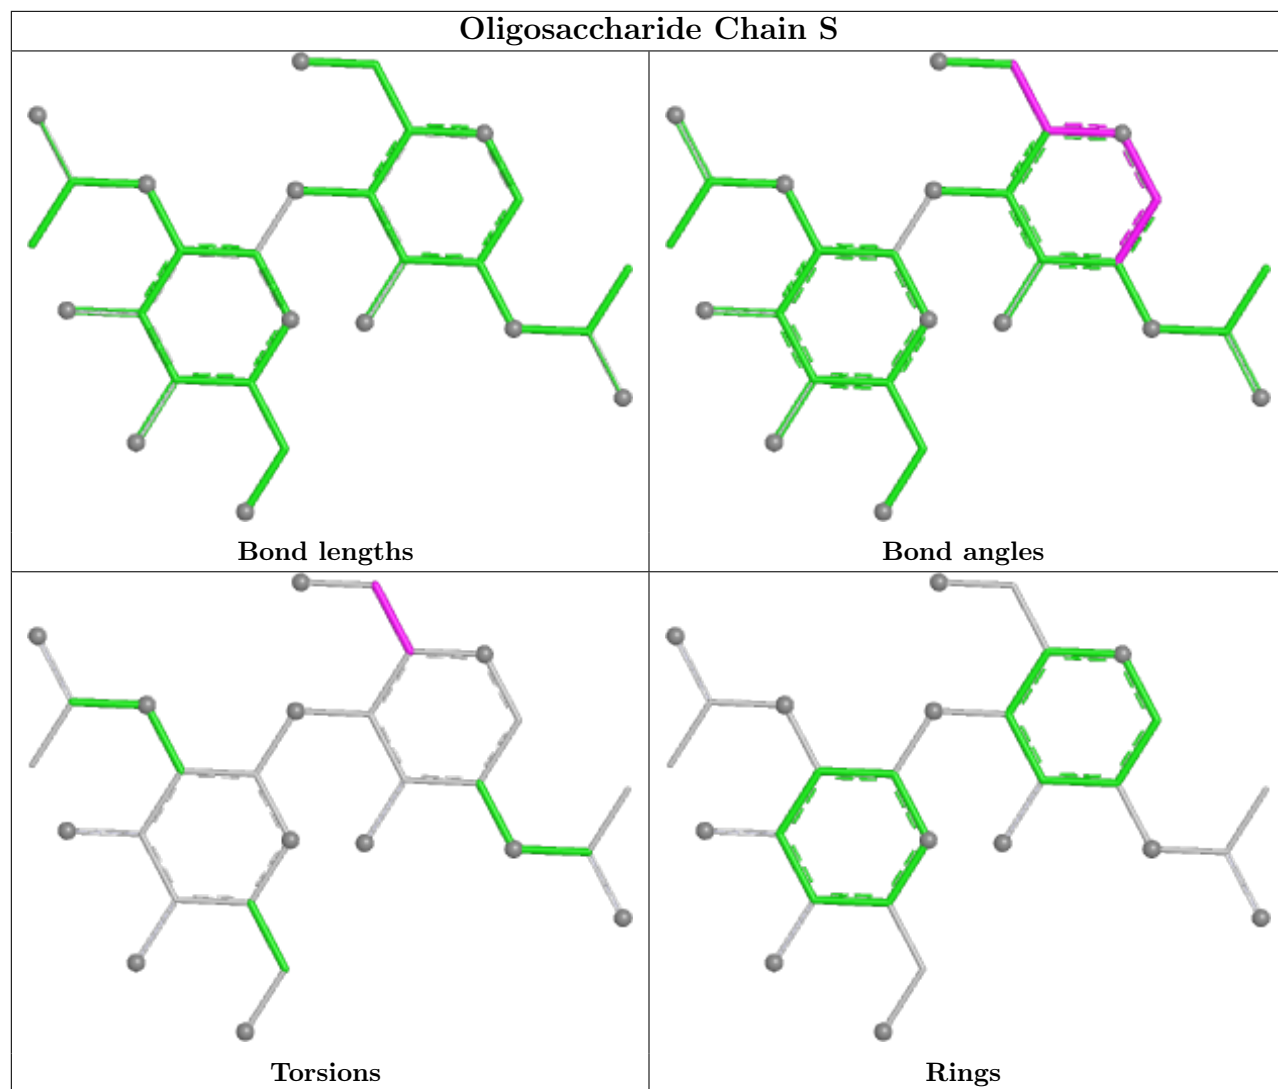 Oligosaccharide Chain S
Bond lengths
Bond angles
Torsions
Rings